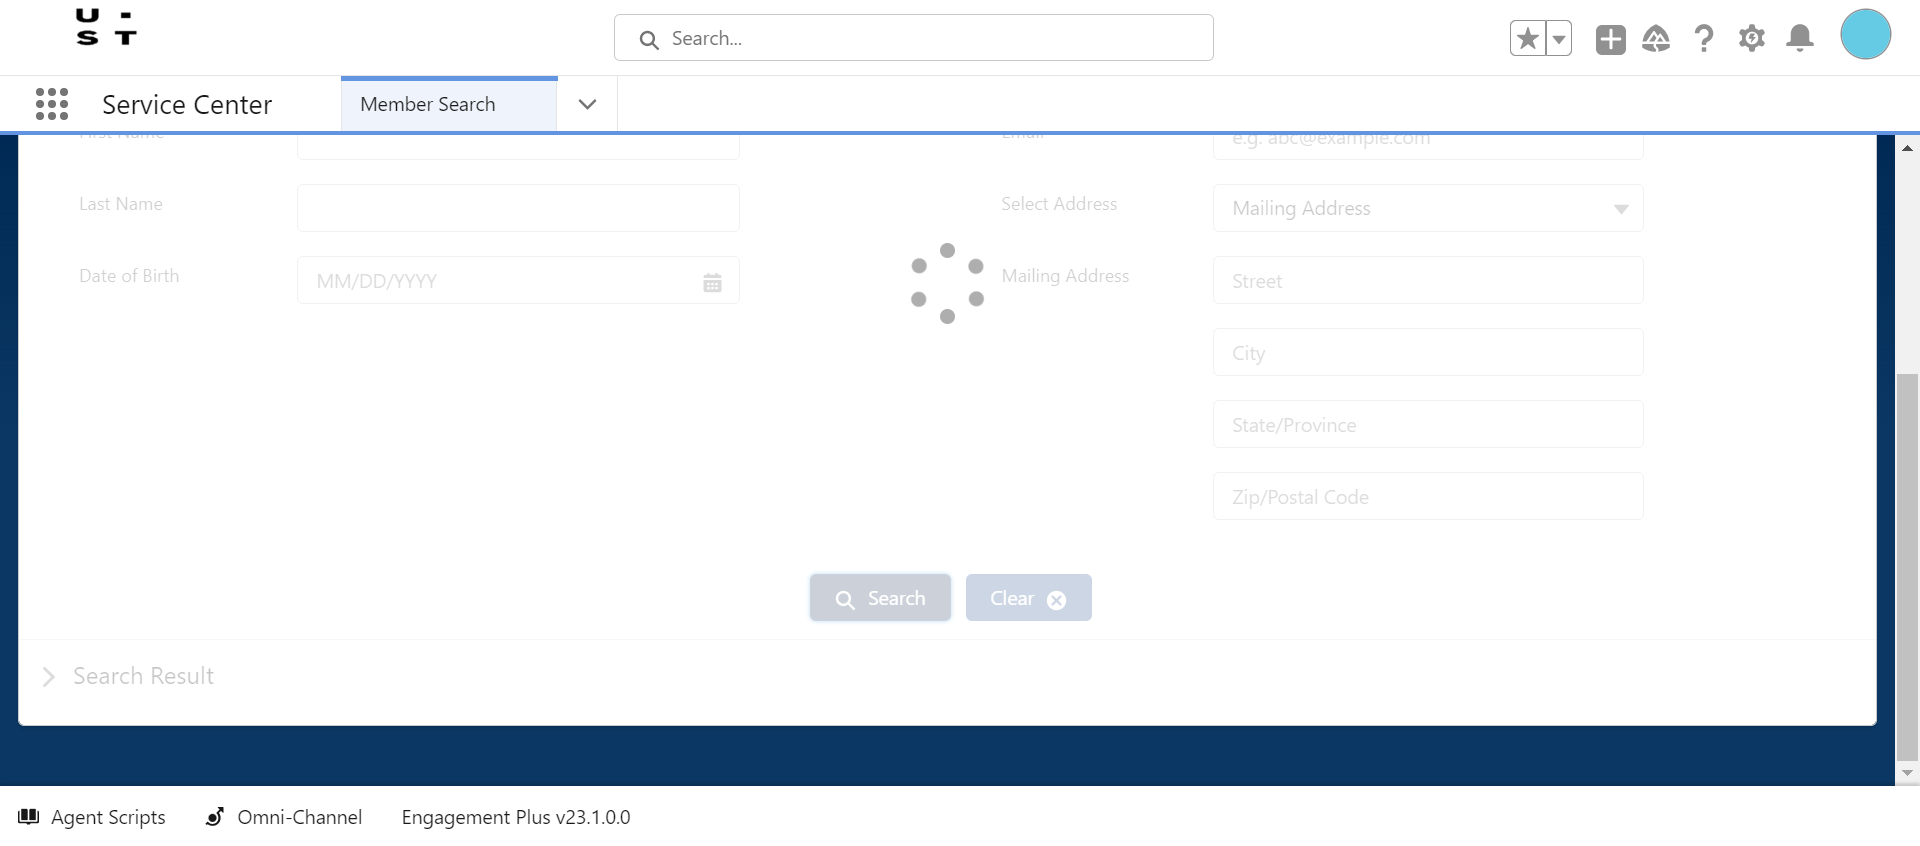 U -
ST
Search...
Service Center
Member Search
First Name
Email
e.g. abc@example.com
Last Name
Select Address
Mailing Address
Date of Birth
MM/DD/YYYY
Mailing Address
Street
City
State/Province
Zip/Postal Code
Search
Clear
Search Result
Agent Scripts
Omni-Channel
Engagement Plus v23.1.0.0